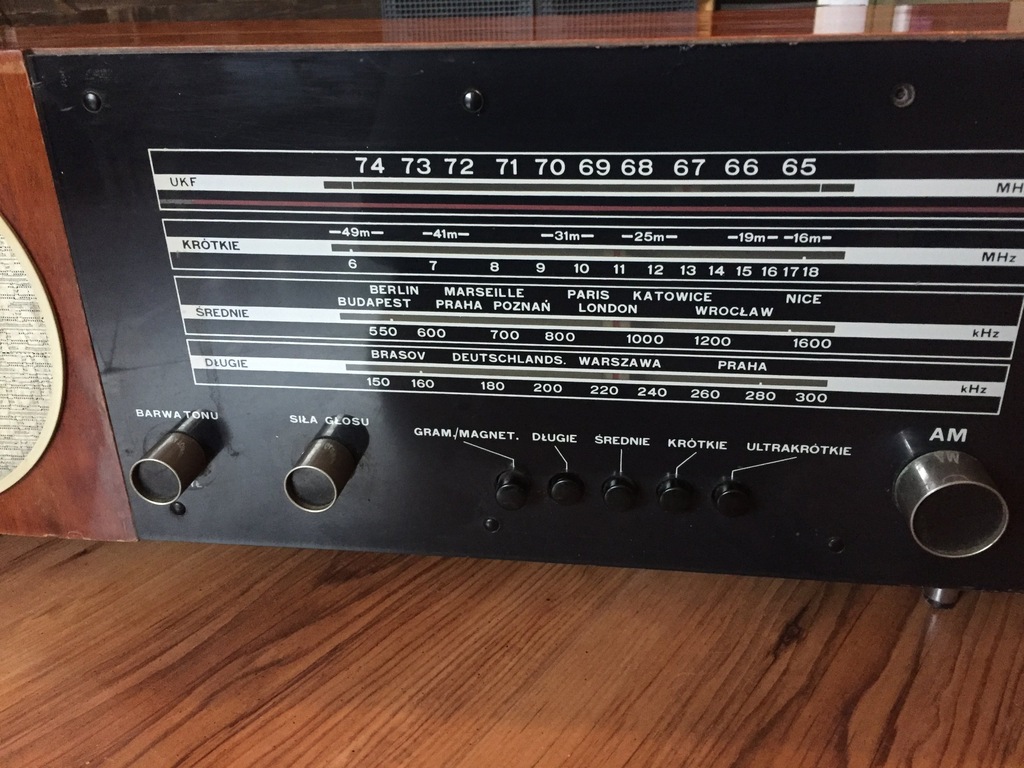 74 73 72 71 70 69 68 67 66 65
UKF MH
49m 41m 31m 25m 19m 16m
KRÓTKIE MHz
6 7 8 9 10 11 12 13 14 15 16 17 18
BERLIN MARSEILLE PARIS KATOWICE NICE
BUDAPEST PRAHA POZNAŃ LONDON WROCŁAW
ŚREDNIE kHz
550 600 700 800 1000 1200 1600
BRASOV DEUTSCHLANDS. WARSZAWA PRAHA
DŁUGIE kHz
150 160 180 200 220 240 260 280 300
BARWA TONU SIŁA GŁOSU
GRAM./MAGNET. DŁUGIE ŚREDNIE KRÓTKIE ULTRAKRÓTKIE
AM